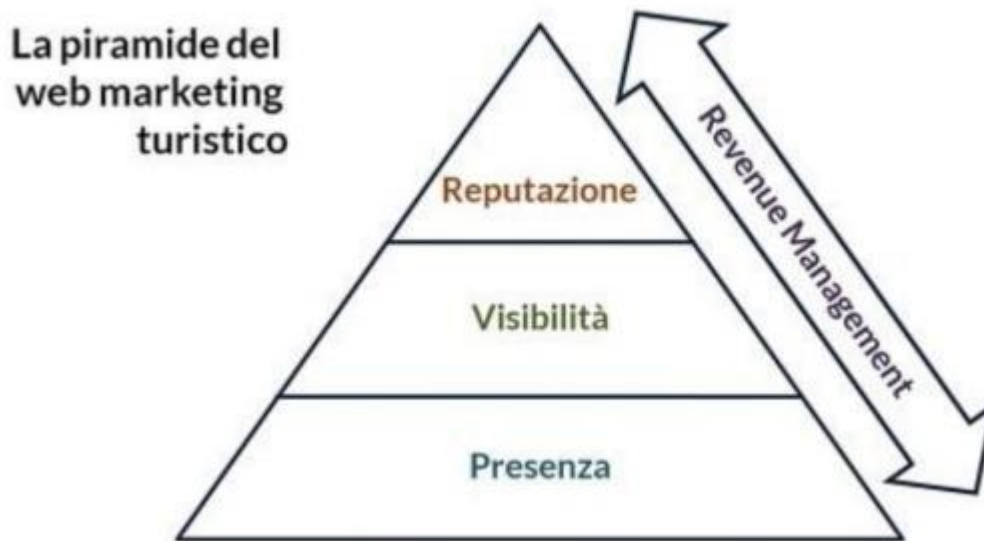 La piramide del
web marketing
turistico
Reputazione
Visibilità
Presenza
Revenue Management